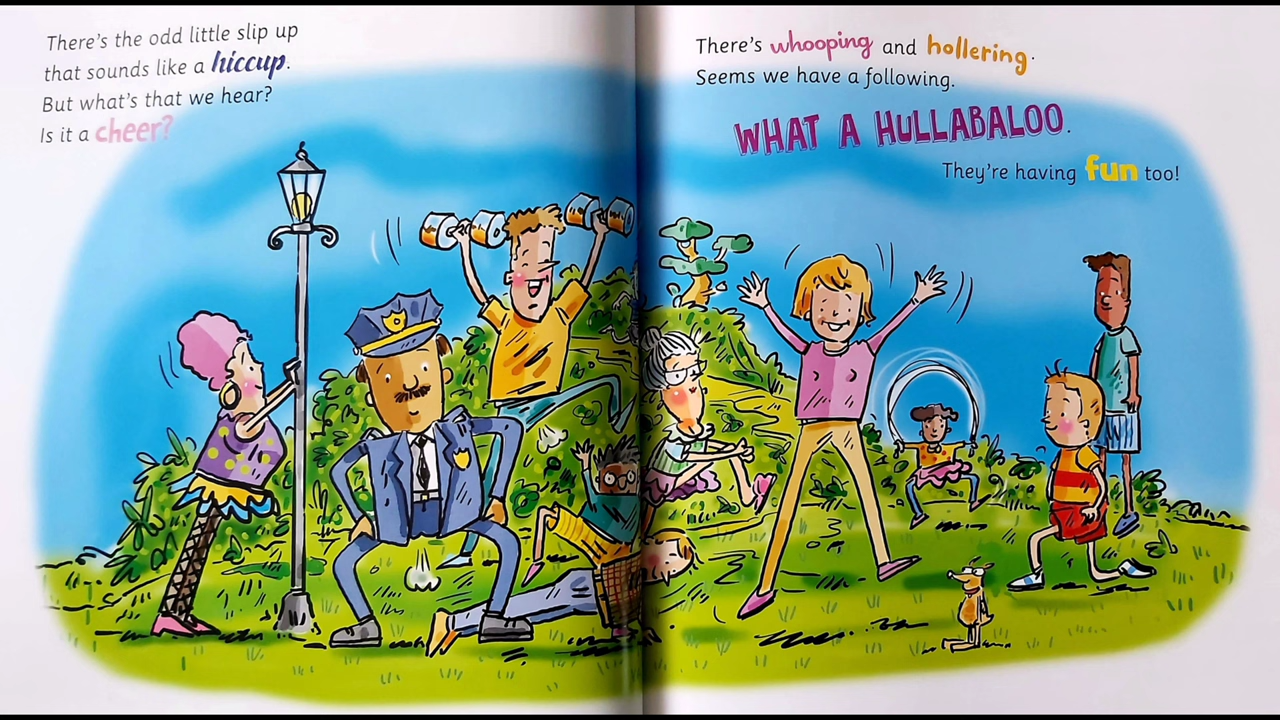 There's the odd little slip up
that sounds like a hiccup.
But what's that we hear?
Is it a cheer?
There's whooping and hollering.
Seems we have a following.
WHAT A HULLABALOO.
They're having fun too!